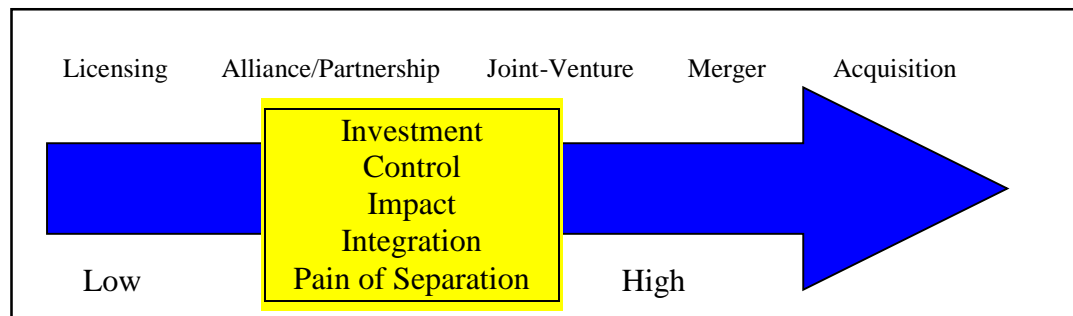 Licensing Alliance/Partnership Joint-Venture Merger Acquisition
Investment
Control
Impact
Integration
Pain of Separation
Low High